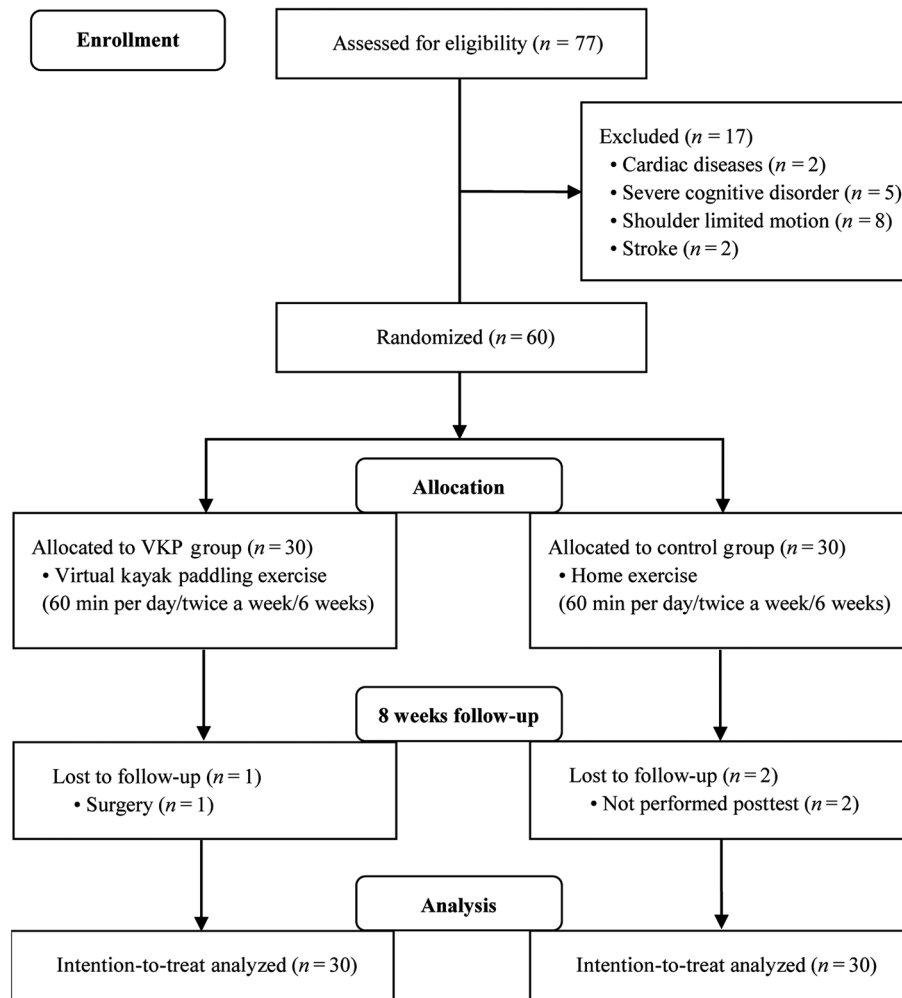 Enrollment
Assessed for eligibility (n = 77)
Excluded (n = 17)
• Cardiac diseases (n = 2)
• Severe cognitive disorder (n = 5)
• Shoulder limited motion (n = 8)
• Stroke (n = 2)
Randomized (n = 60)
Allocation
Allocated to VKP group (n = 30)
• Virtual kayak paddling exercise
(60 min per day/twice a week/6 weeks)
Allocated to control group (n = 30)
• Home exercise
(60 min per day/twice a week/6 weeks)
8 weeks follow-up
Lost to follow-up (n = 1)
• Surgery (n = 1)
Lost to follow-up (n = 2)
• Not performed posttest (n = 2)
Analysis
Intention-to-treat analyzed (n = 30)
Intention-to-treat analyzed (n = 30)